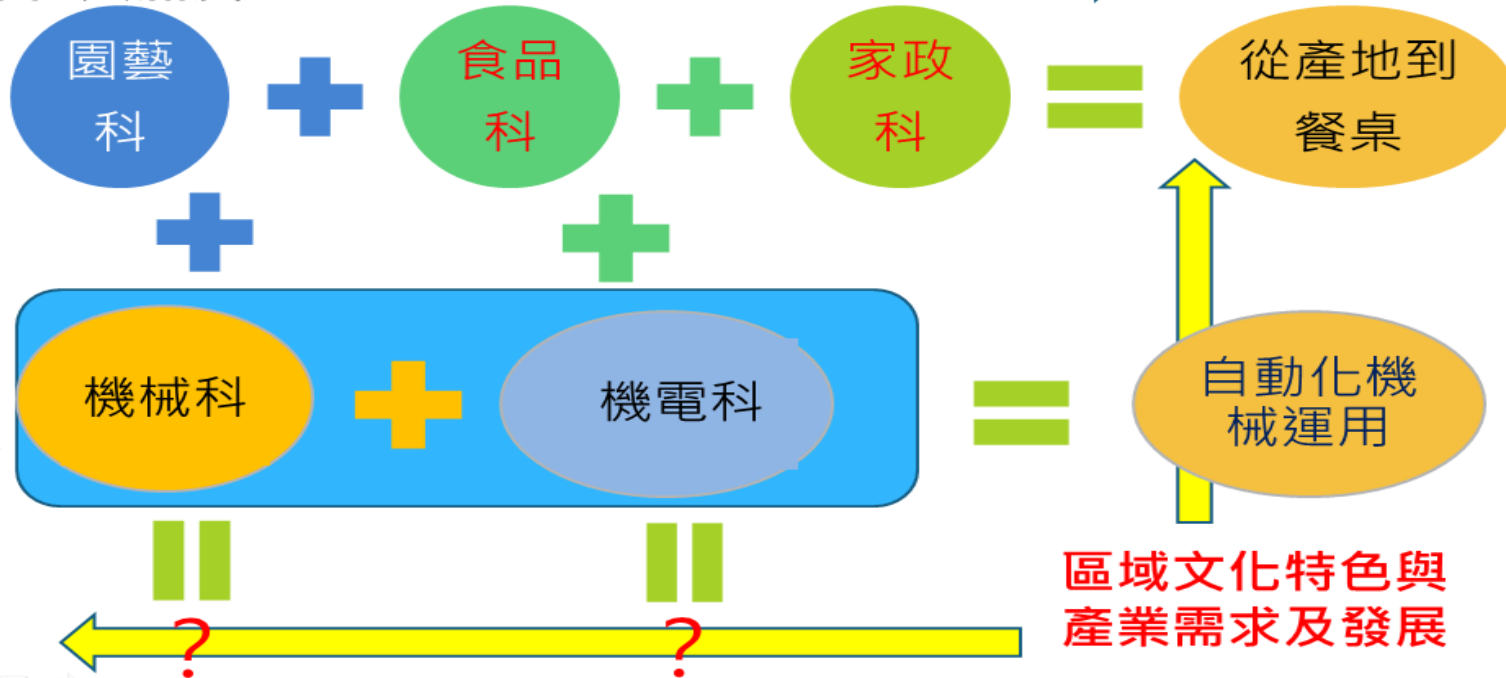 園藝
科
食品
科
家政
科
從產地到
餐桌
機械科
機電科
自動化機
械運用
區域文化特色與
產業需求及發展
?
?